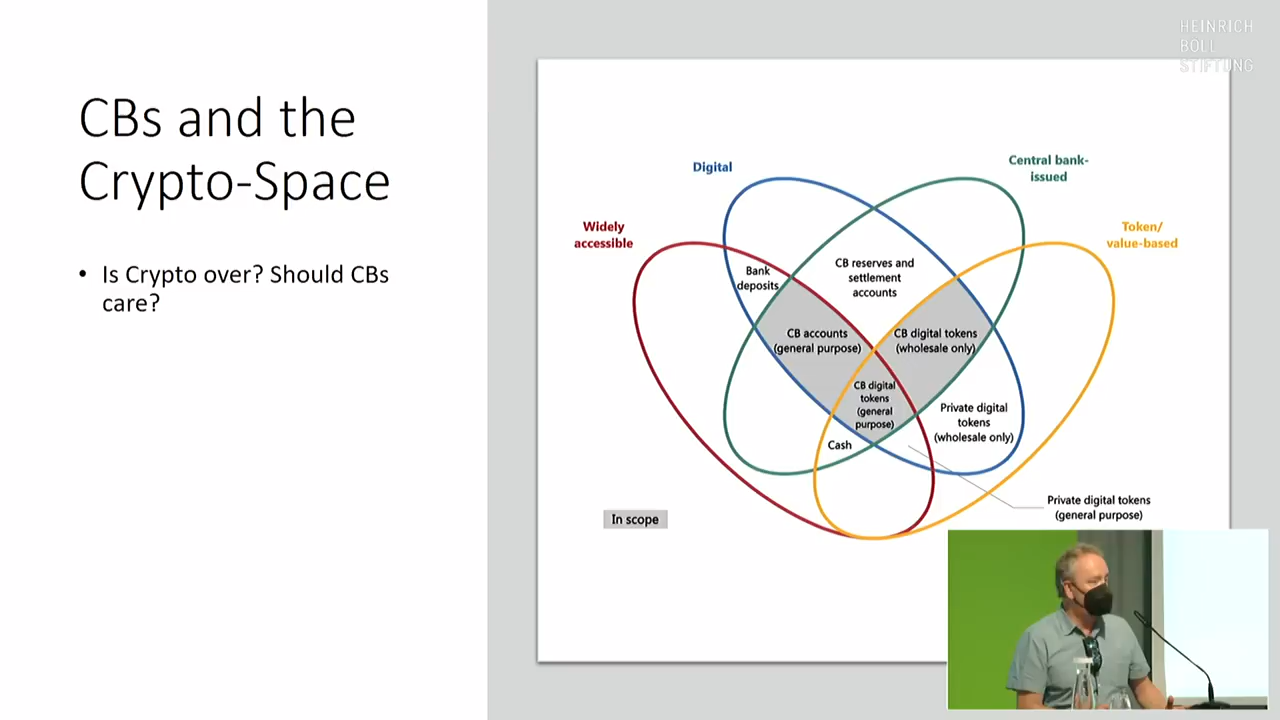 CBs and the
Crypto-Space
• Is Crypto over? Should CBs
care?
HEINRICH
BÖLL
STIFTUNG
Digital
Central bank-
issued
Widely
accessible
Token/
value-based
Bank
deposits
CB reserves and
settlement
accounts
CB accounts
(general purpose)
CB digital tokens
(wholesale only)
CB digital
tokens
(general
purpose)
Private digital
tokens
(wholesale only)
Cash
Private digital tokens
(general purpose)
In scope